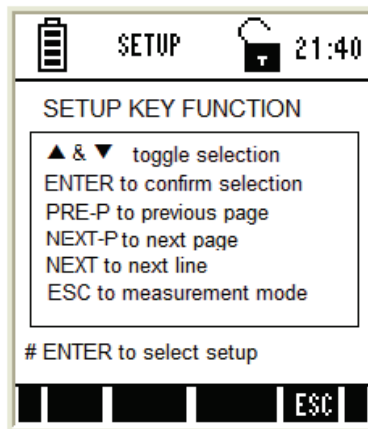 SETUP T 21:40
SETUP KEY FUNCTION
▲ & ▼ toggle selection
ENTER to confirm selection
PRE-P to previous page
NEXT-P to next page
NEXT to next line
ESC to measurement mode
# ENTER to select setup
ESC